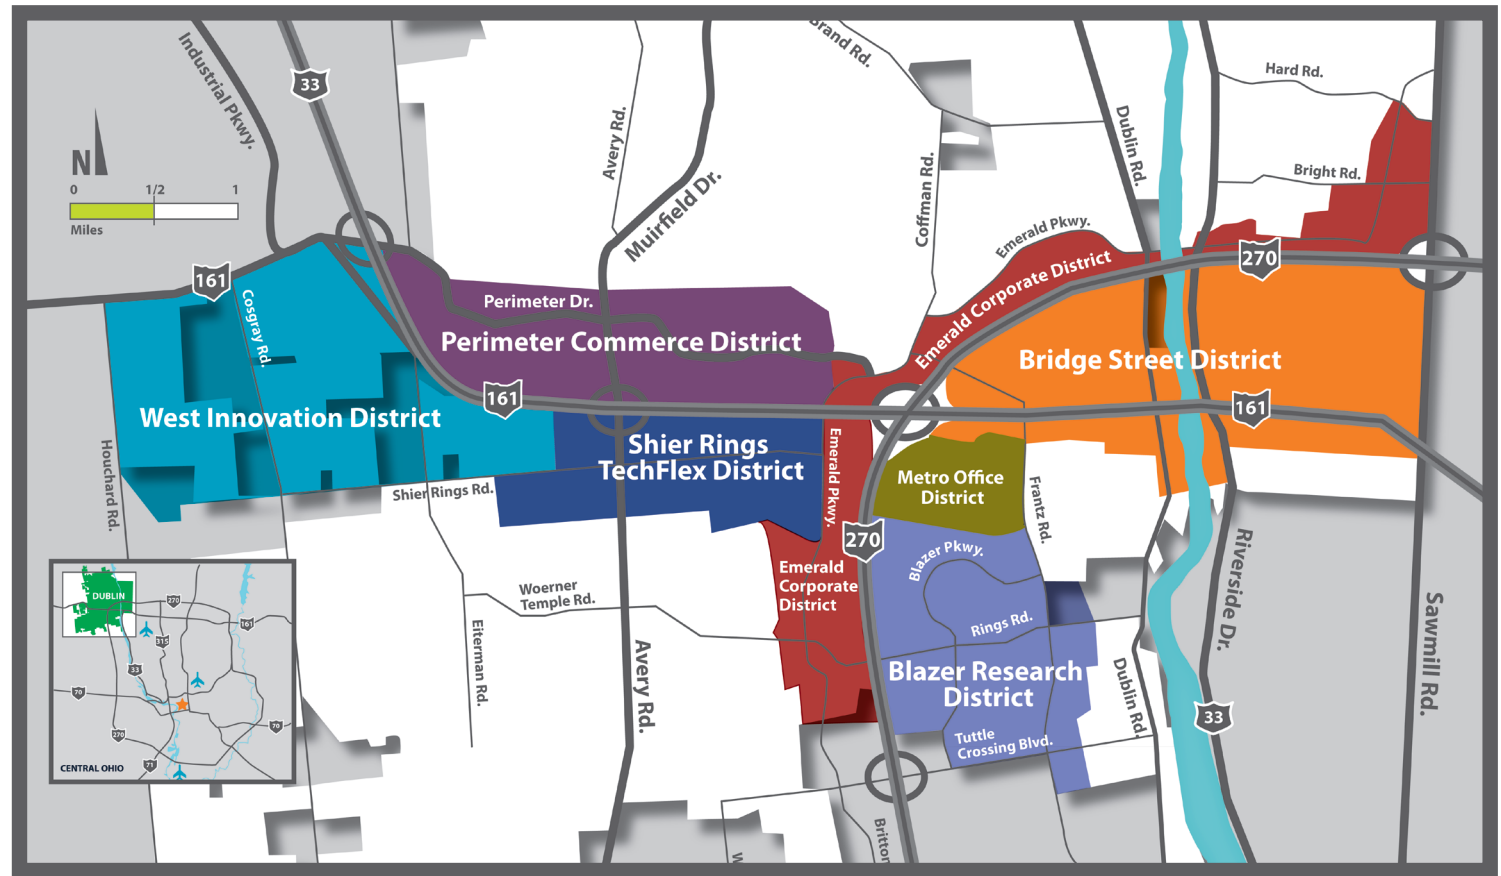 Industrial Pkwy.
33
Brand Rd.
Hard Rd.
Avery Rd.
Dublin Rd.
Coffman Rd.
Bright Rd.
Muirfield Dr.
Emerald Pkwy.
N
0 1/2 1
Miles
270
161
Cosgray Rd.
Perimeter Dr.
Perimeter Commerce District
Emerald Corporate District
Bridge Street District
161
161
West Innovation District
Shier Rings
TechFlex District
Emerald Pkwy.
Metro Office
District
Houchard Rd.
Shier Rings Rd.
Frantz Rd.
270
Blazer Pkwy.
Riverside Dr.
Sawmill Rd.
Emerald
Corporate
District
Woerner
Temple Rd.
Rings Rd.
Eiterman Rd.
Avery Rd.
Blazer Research
District
Dublin Rd.
33
Tuttle
Crossing Blvd.
Britton
W
DUBLIN
270
161
315
33
70
70
270
71
CENTRAL OHIO